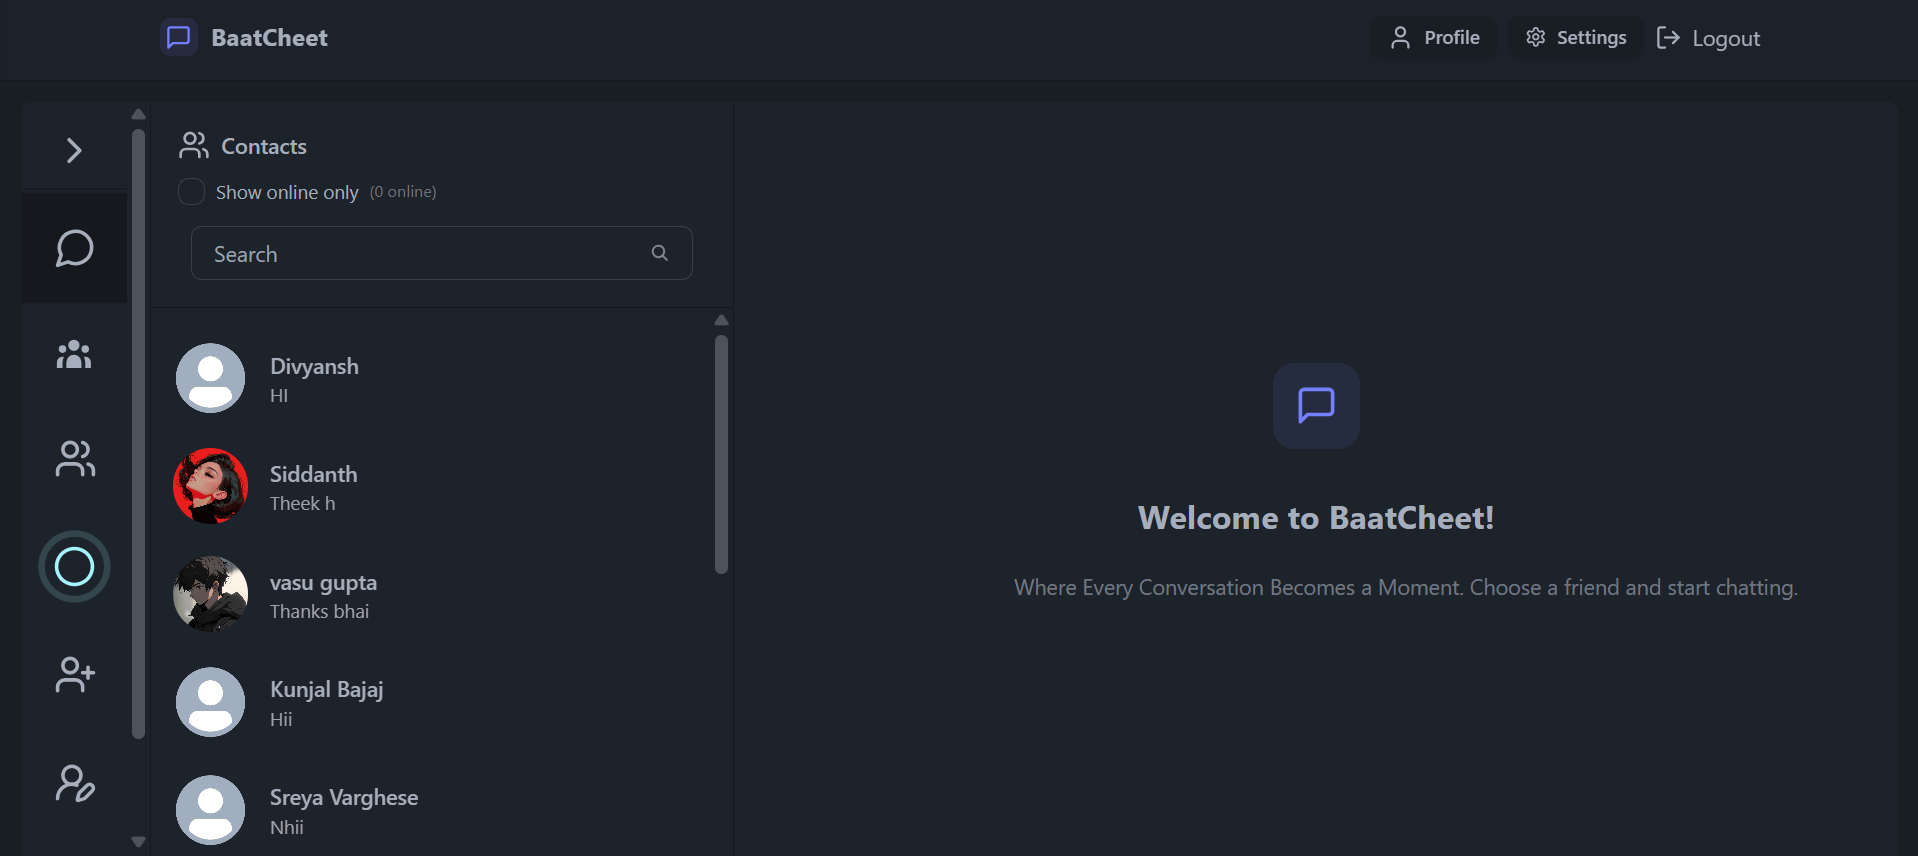 BaatCheet
Profile
Settings
Logout
Contacts
Show online only (0 online)
Search
Divyansh
HI
Siddanth
Theek h
vasu gupta
Thanks bhai
Kunjal Bajaj
Hii
Sreya Varghese
Nhii
Welcome to BaatCheet!
Where Every Conversation Becomes a Moment. Choose a friend and start chatting.